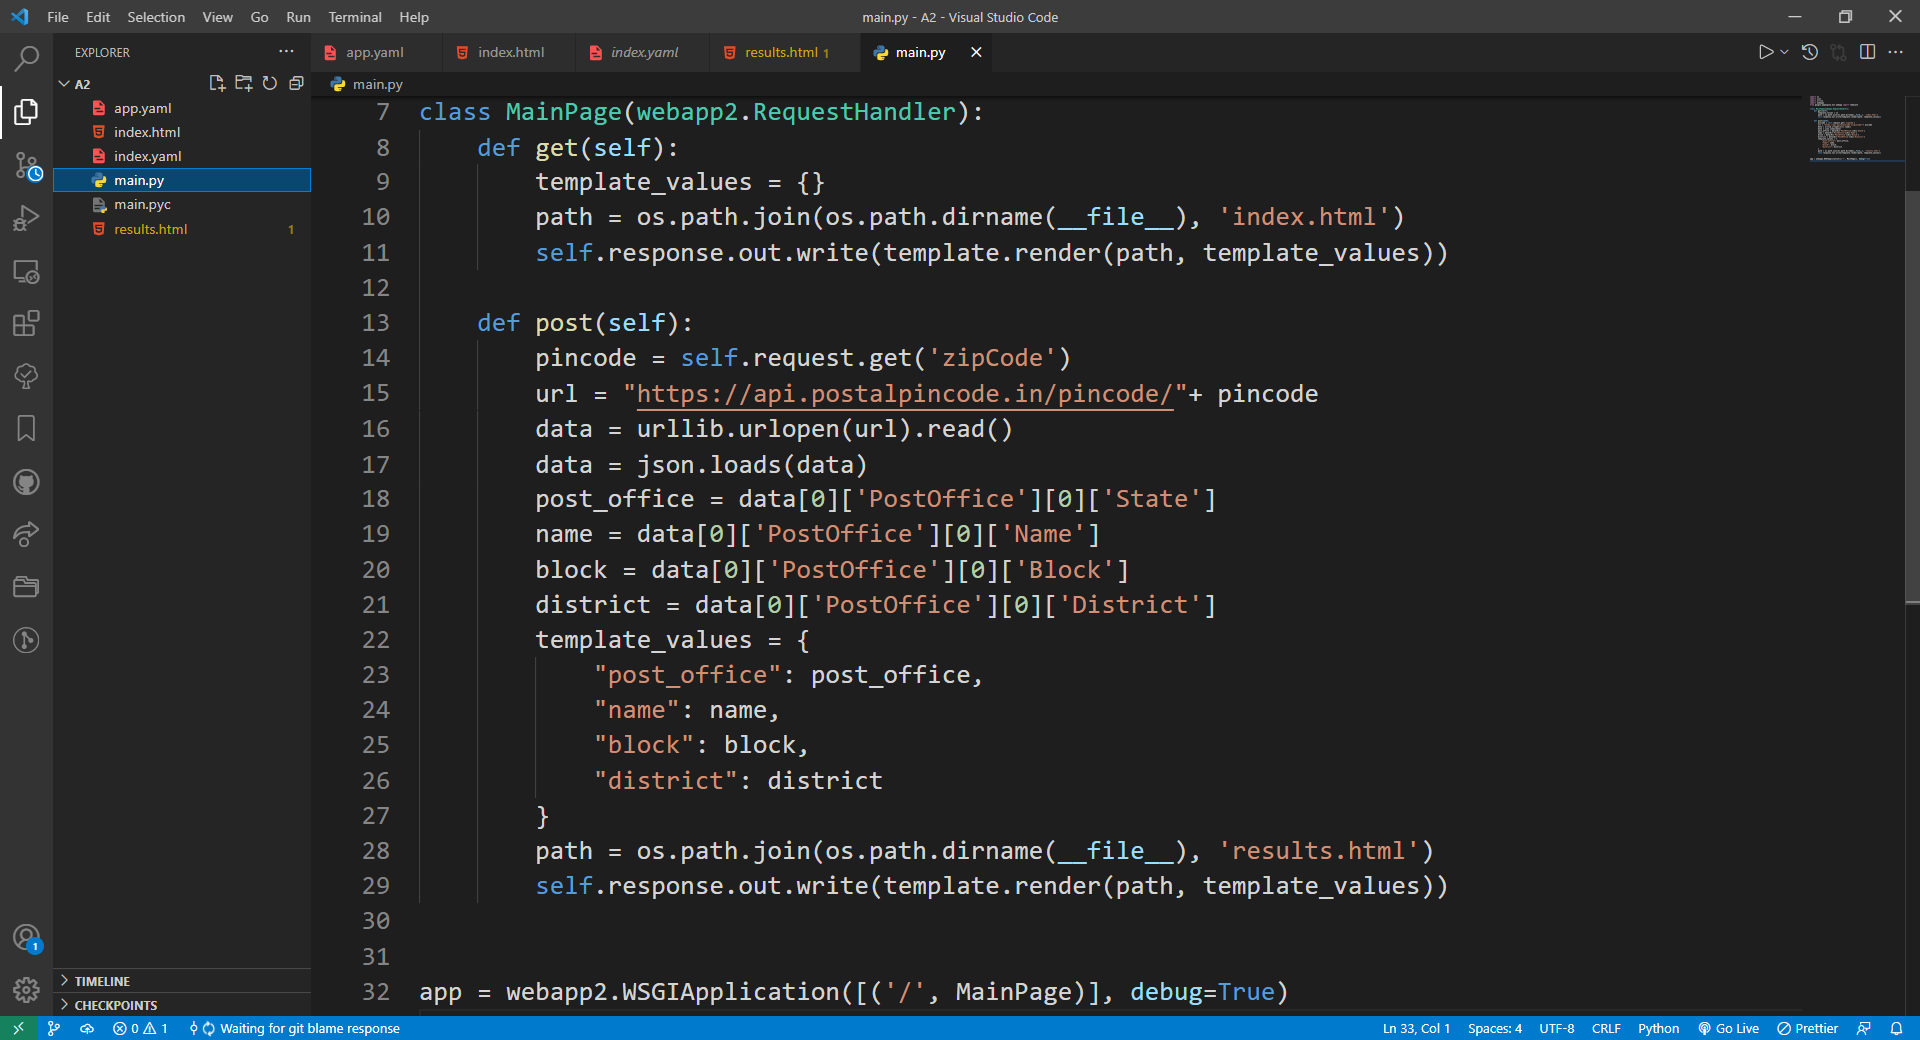 File Edit Selection View Go Run Terminal Help
main.py - A2 - Visual Studio Code
EXPLORER
A2
app.yaml
index.html
index.yaml
main.py
main.pyc
results.html 1
TIMELINE
CHECKPOINTS
app.yaml index.html index.yaml results.html 1 main.py
main.py
7 class MainPage(webapp2.RequestHandler):
8 def get(self):
9 template_values = {}
10 path = os.path.join(os.path.dirname(__file__), 'index.html')
11 self.response.out.write(template.render(path, template_values))
12
13 def post(self):
14 pincode = self.request.get('zipCode')
15 url = "https://api.postalpincode.in/pincode/"+ pincode
16 data = urllib.urlopen(url).read()
17 data = json.loads(data)
18 post_office = data[0]['PostOffice'][0]['State']
19 name = data[0]['PostOffice'][0]['Name']
20 block = data[0]['PostOffice'][0]['Block']
21 district = data[0]['PostOffice'][0]['District']
22 template_values = {
23 "post_office": post_office,
24 "name": name,
25 "block": block,
26 "district": district
27 }
28 path = os.path.join(os.path.dirname(__file__), 'results.html')
29 self.response.out.write(template.render(path, template_values))
30
31
32 app = webapp2.WSGIApplication([('/', MainPage)], debug=True)
1
0 1 Waiting for git blame response
Ln 33, Col 1 Spaces: 4 UTF-8 CRLF Python Go Live Prettier